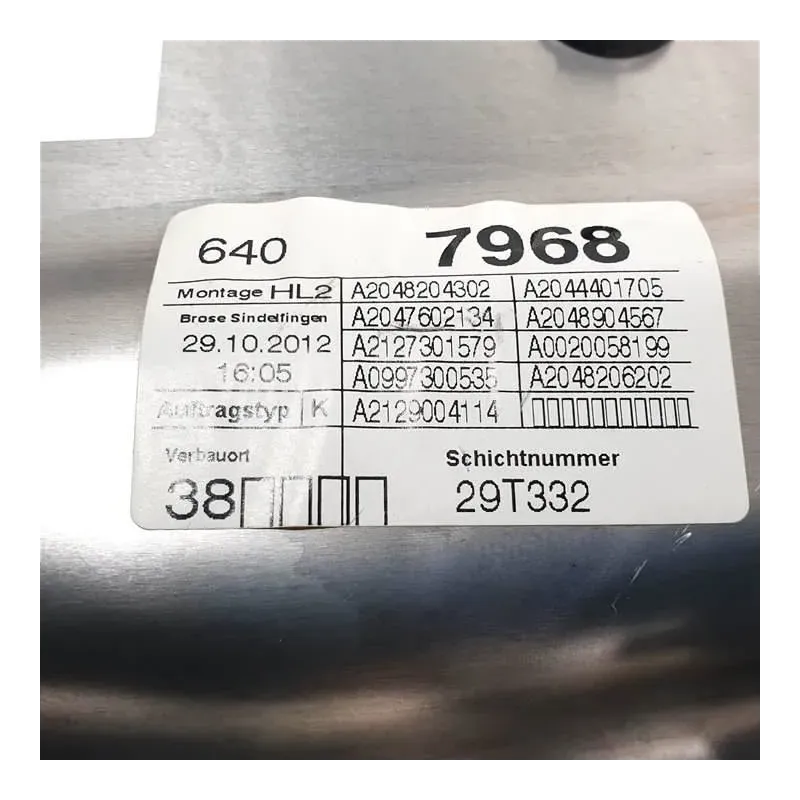 640 7968
Montage HL2 A2048204302 A2044401705
Brose Sindelfingen A2047602134 A2048904567
29.10.2012 A2127301579 A0020058199
16:05 A0997300535 A2048206202
Auftragstyp K A2129004114
Verbauort Schichtnummer
38 29T332